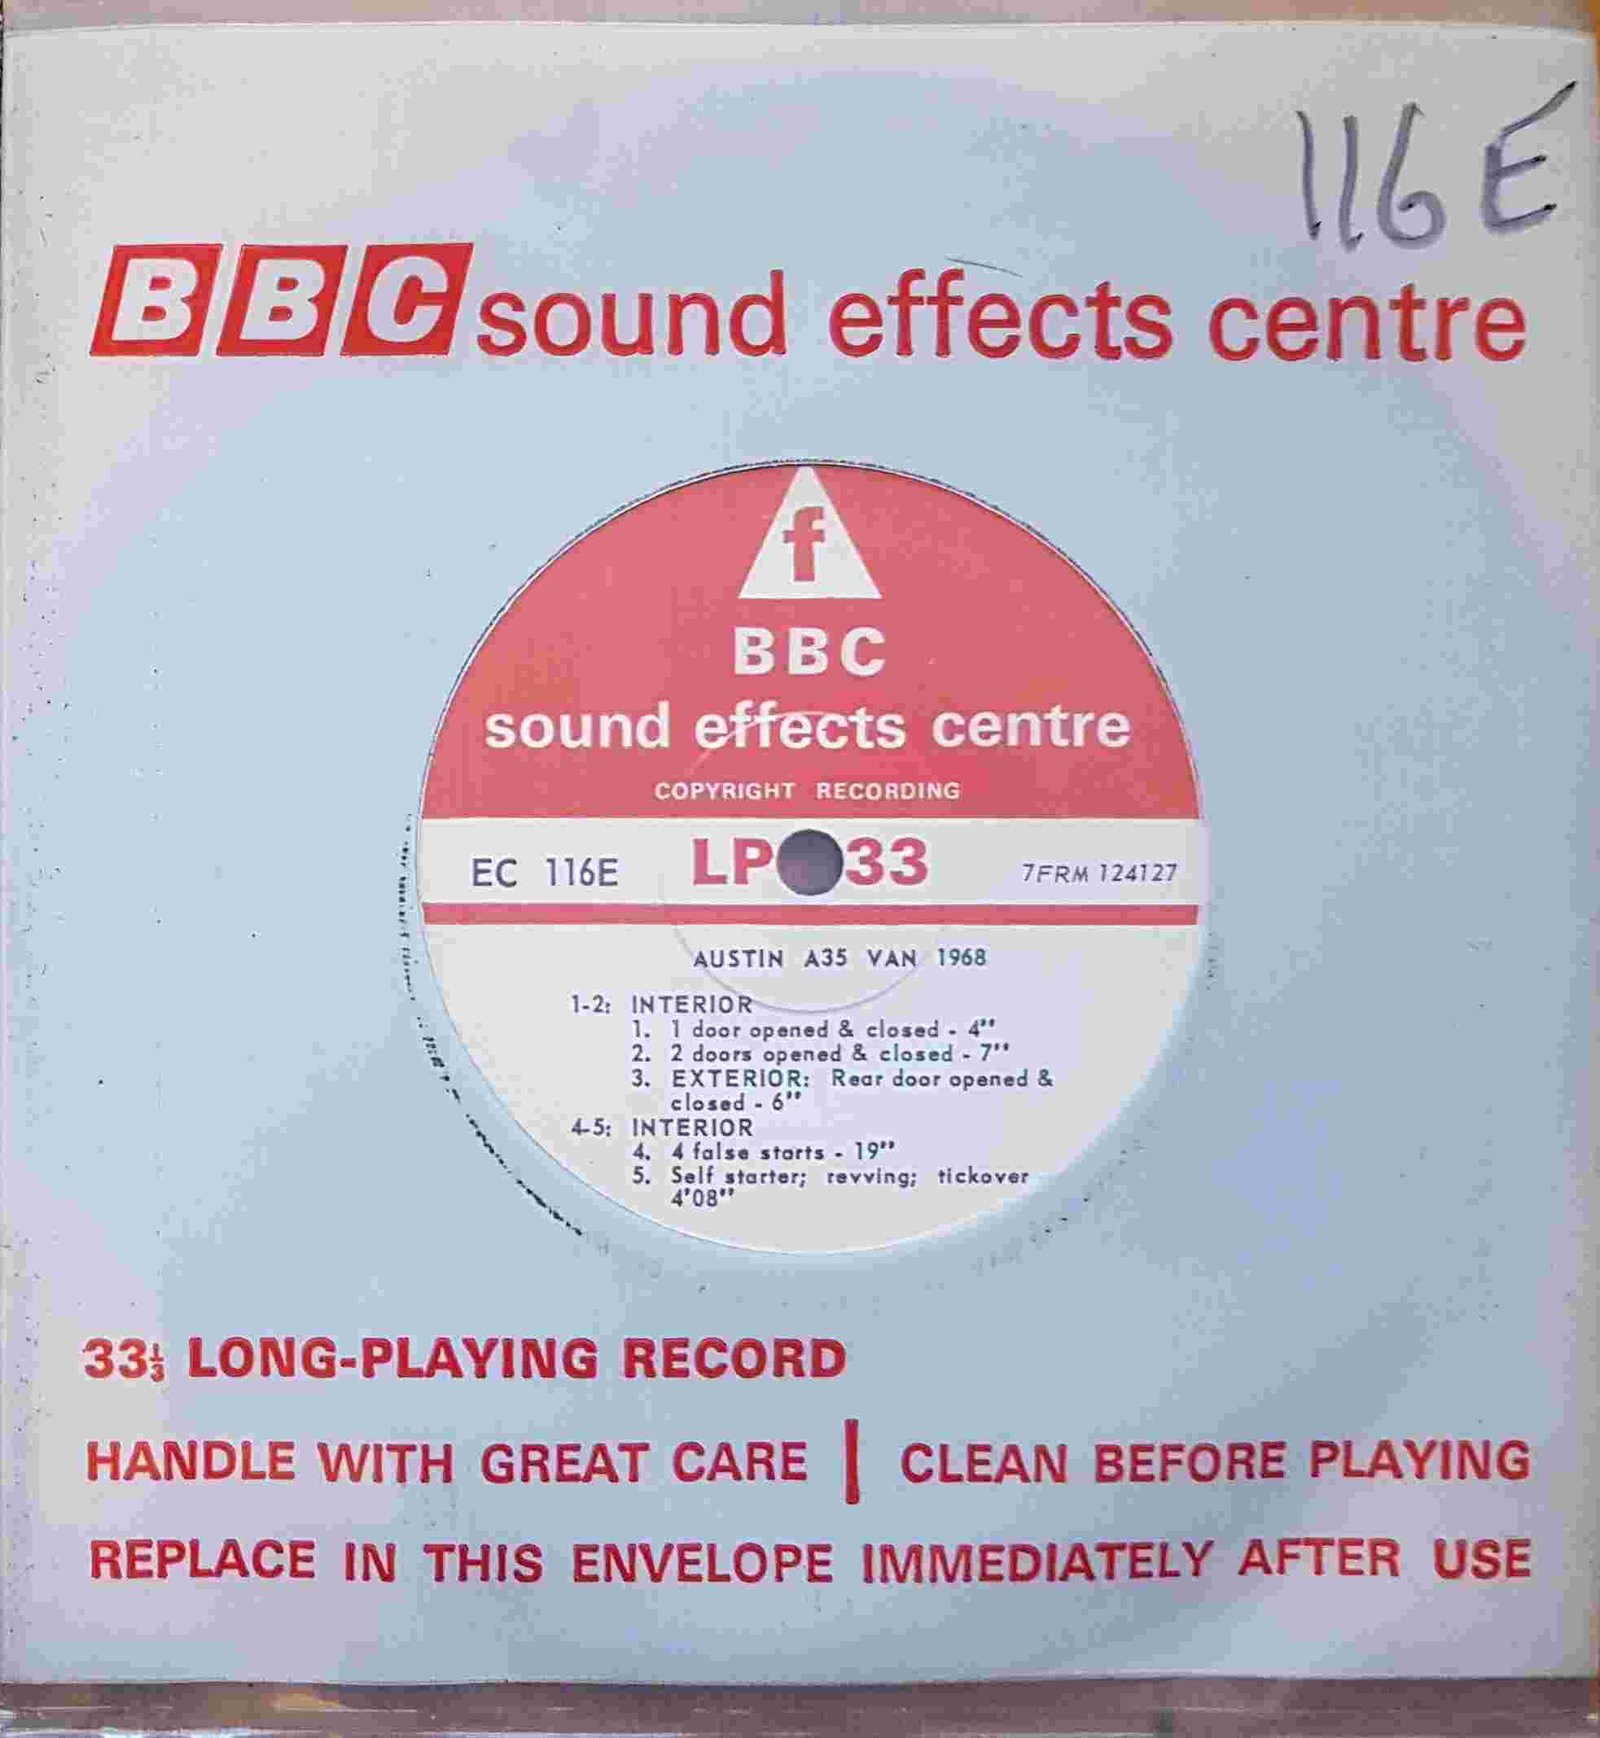 116E
BBC sound effects centre
f
BBC
sound effects centre
COPYRIGHT RECORDING
EC 116E LP 33 7FRM 124127
AUSTIN A35 VAN 1968
1-2: INTERIOR
1. 1 door opened & closed - 4"
2. 2 doors opened & closed - 7"
3. EXTERIOR: Rear door opened &
closed - 6"
4-5: INTERIOR
4. 4 false starts - 19"
5. Self starter; revving; tickover
4'08"
33⅓ LONG-PLAYING RECORD
HANDLE WITH GREAT CARE | CLEAN BEFORE PLAYING
REPLACE IN THIS ENVELOPE IMMEDIATELY AFTER USE